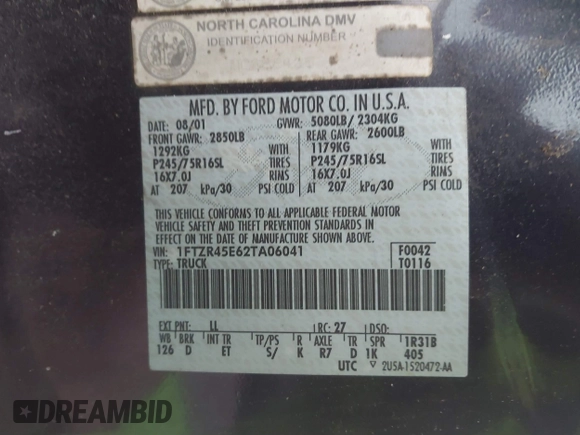 NORTH CAROLINA DMV
IDENTIFICATION NUMBER
MFD. BY FORD MOTOR CO. IN U.S.A.
DATE: 08/01 GVWR: 5080LB/ 2304KG
FRONT GAWR: 2850LB REAR GAWR: 2600LB
1292KG WITH 1179KG WITH
P245/75R16SL TIRES P245/75R16SL TIRES
16X7.0J RIMS 16X7.0J RIMS
AT 207 kPa/30 PSI COLD AT 207 kPa/30 PSI COLD
THIS VEHICLE CONFORMS TO ALL APPLICABLE FEDERAL MOTOR
VEHICLE SAFETY AND THEFT PREVENTION STANDARDS IN
EFFECT ON THE DATE OF MANUFACTURE SHOWN ABOVE.
VIN: 1FTZR45E62TA06041 F0042
TYPE: TRUCK T0116
EXT PNT: LL RC: 27 DSO:
WB BRK INT TR TP/PS R AXLE TR SPR 1R31B
126 D ET S/ K R7 D 1K 405
UTC ▽ 2U5A-1520472-AA
DREAMBID